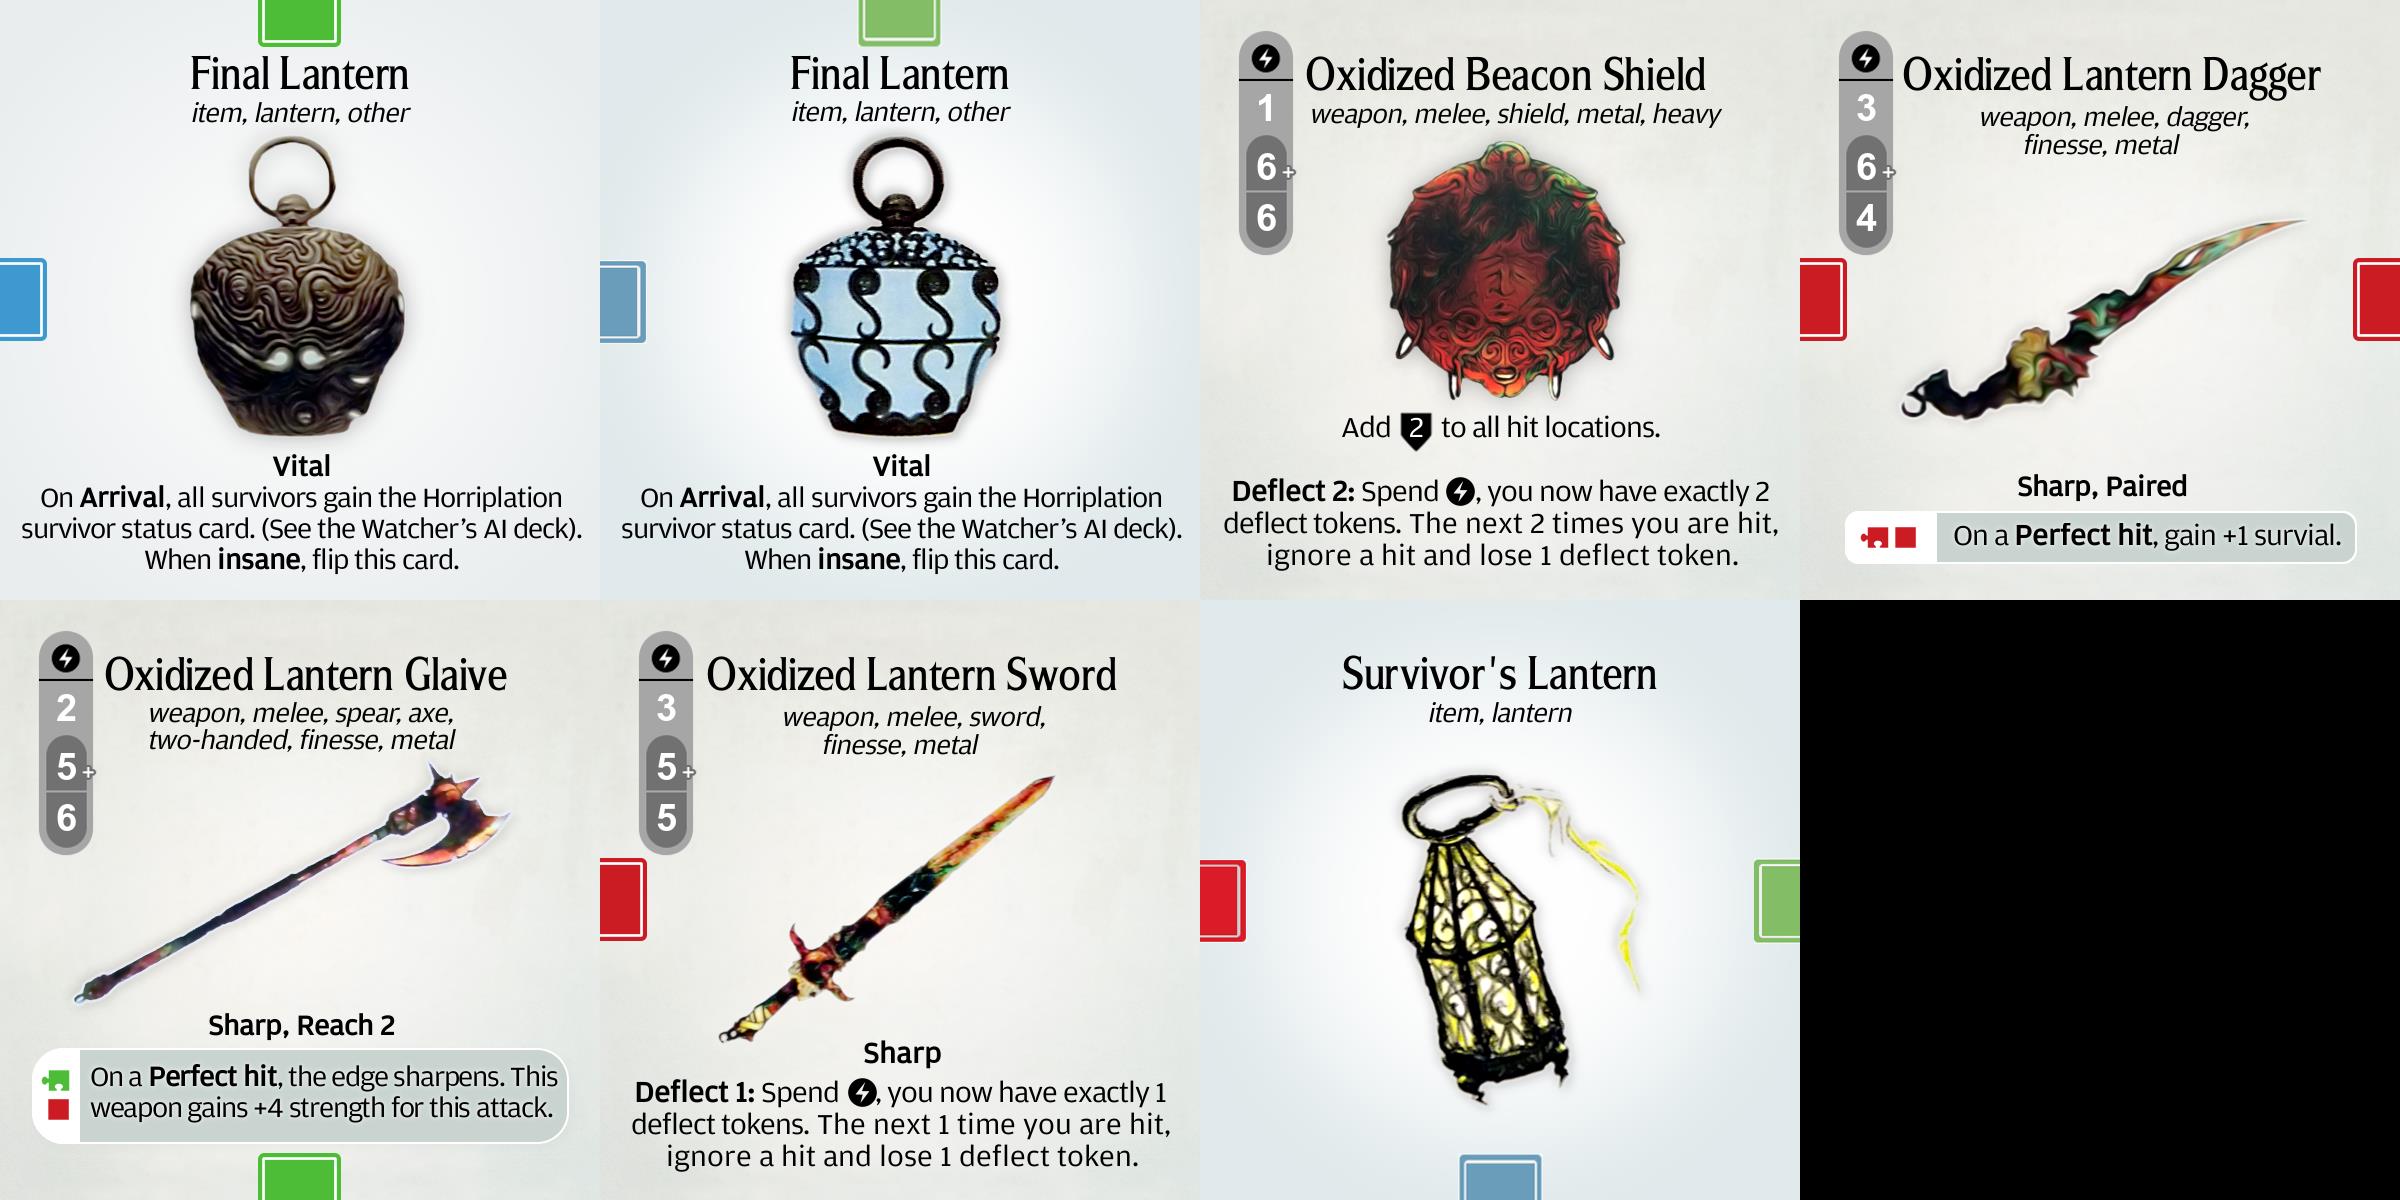 Final Lantern
item, lantern, other
Vital
On Arrival, all survivors gain the Horriplation
survivor status card. (See the Watcher's AI deck).
When insane, flip this card.
Final Lantern
item, lantern, other
Vital
On Arrival, all survivors gain the Horriplation
survivor status card. (See the Watcher's AI deck).
When insane, flip this card.
1
6+
6
Oxidized Beacon Shield
weapon, melee, shield, metal, heavy
Add 2 to all hit locations.
Deflect 2: Spend , you now have exactly 2
deflect tokens. The next 2 times you are hit,
ignore a hit and lose 1 deflect token.
3
6+
4
Oxidized Lantern Dagger
weapon, melee, dagger,
finesse, metal
Sharp, Paired
On a Perfect hit, gain +1 survial.
2
5+
6
Oxidized Lantern Glaive
weapon, melee, spear, axe,
two-handed, finesse, metal
Sharp, Reach 2
On a Perfect hit, the edge sharpens. This
weapon gains +4 strength for this attack.
3
5+
5
Oxidized Lantern Sword
weapon, melee, sword,
finesse, metal
Sharp
Deflect 1: Spend , you now have exactly 1
deflect tokens. The next 1 time you are hit,
ignore a hit and lose 1 deflect token.
Survivor's Lantern
item, lantern